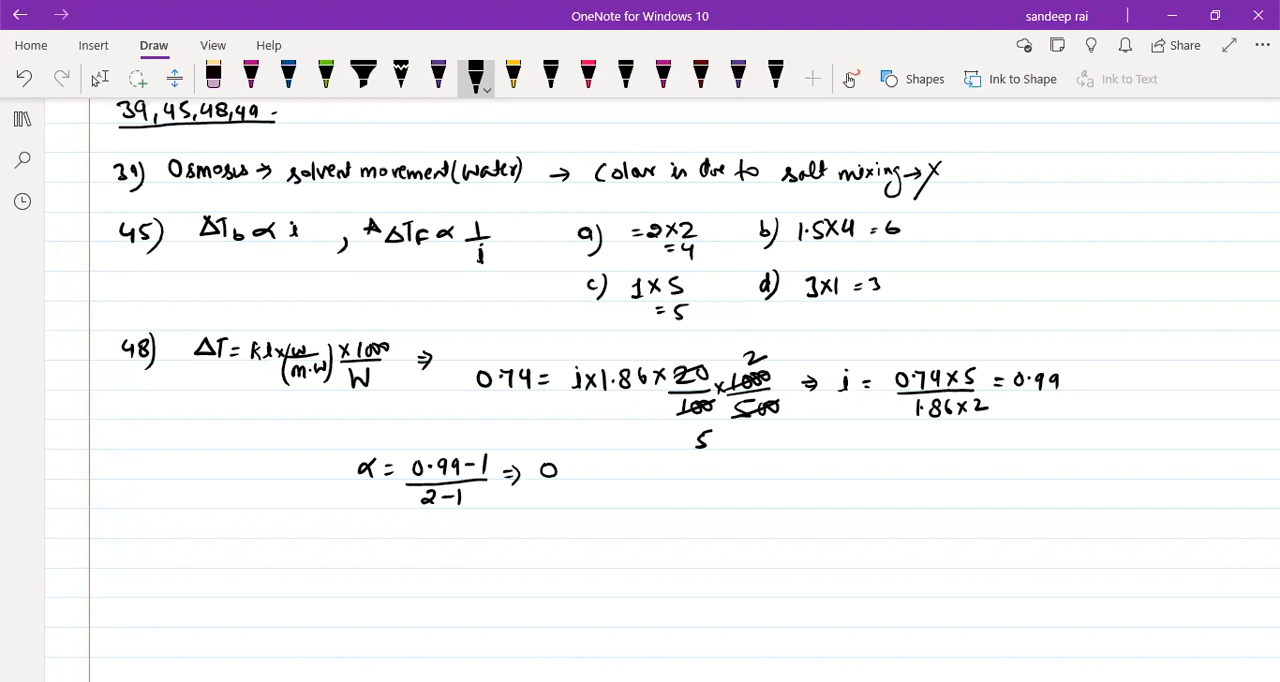 OneNote for Windows 10
sandeep rai
Home Insert Draw View Help
Share
Shapes Ink to Shape Ink to Text
39,45,48,49.
39) Osmosis → solvent movement (water) → Colour is due to salt mixing → X
45) ΔTb ∝ i , ΔTF ∝ 1/i a) = 2×2 = 4 b) 1.5×4 = 6
c) 1×5 = 5 d) 3×1 = 3
48) ΔT = × w/(m.w) × 1000/W ⇒ 0.74 = i×1.86× 20/100 × 1000/500 ⇒ i = 0.74×5/1.86×2 = 0.99
2
5
α = 0.99-1/2-1 ⇒ 0